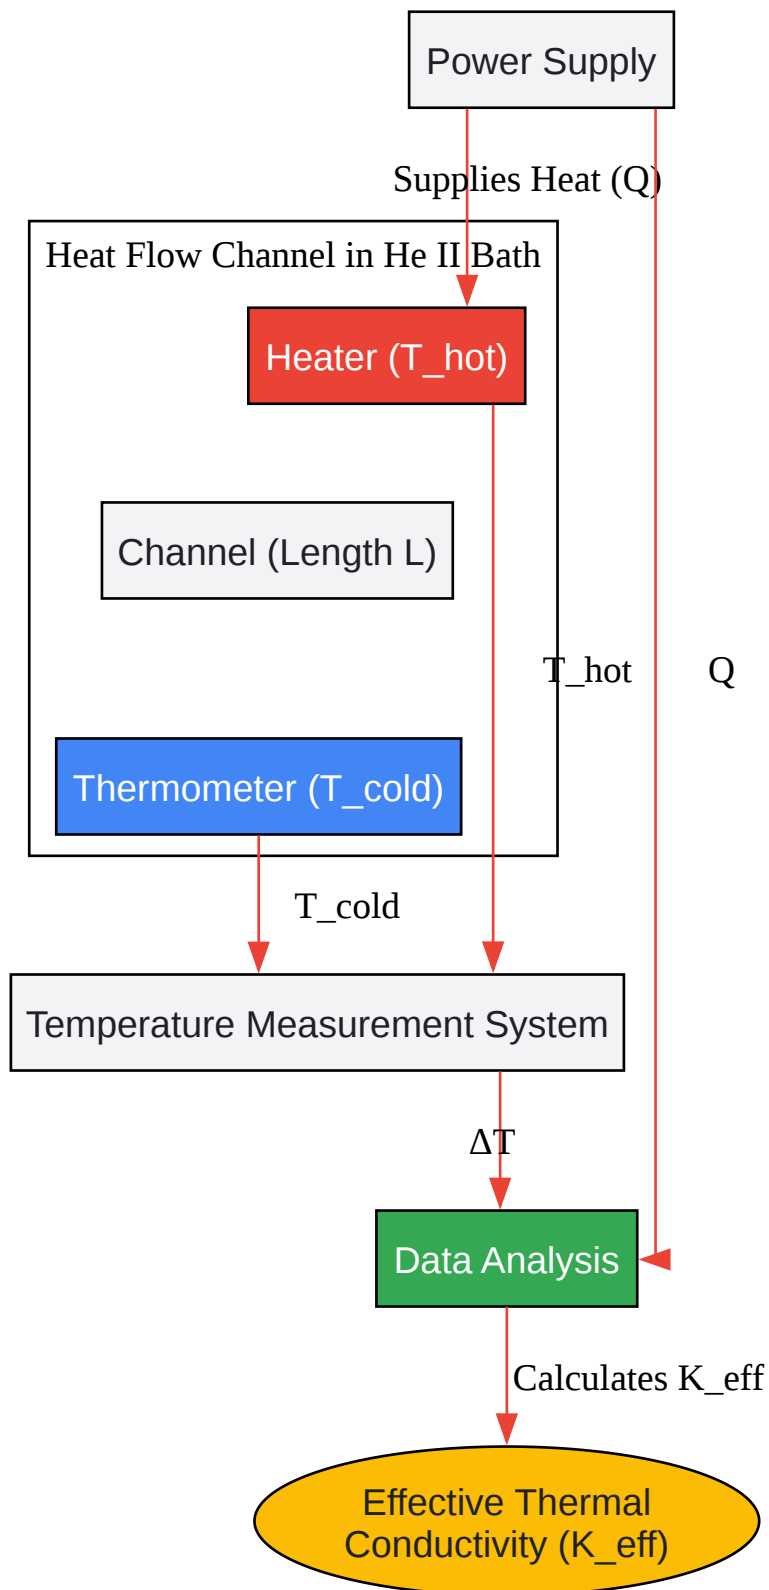 Power Supply
Supplies Heat (Q)
Heat Flow Channel in He II Bath
Heater (T_hot)
Channel (Length L)
T_hot
Q
Thermometer (T_cold)
T_cold
Temperature Measurement System
ΔT
Data Analysis
Calculates K_eff
Effective Thermal
Conductivity (K_eff)